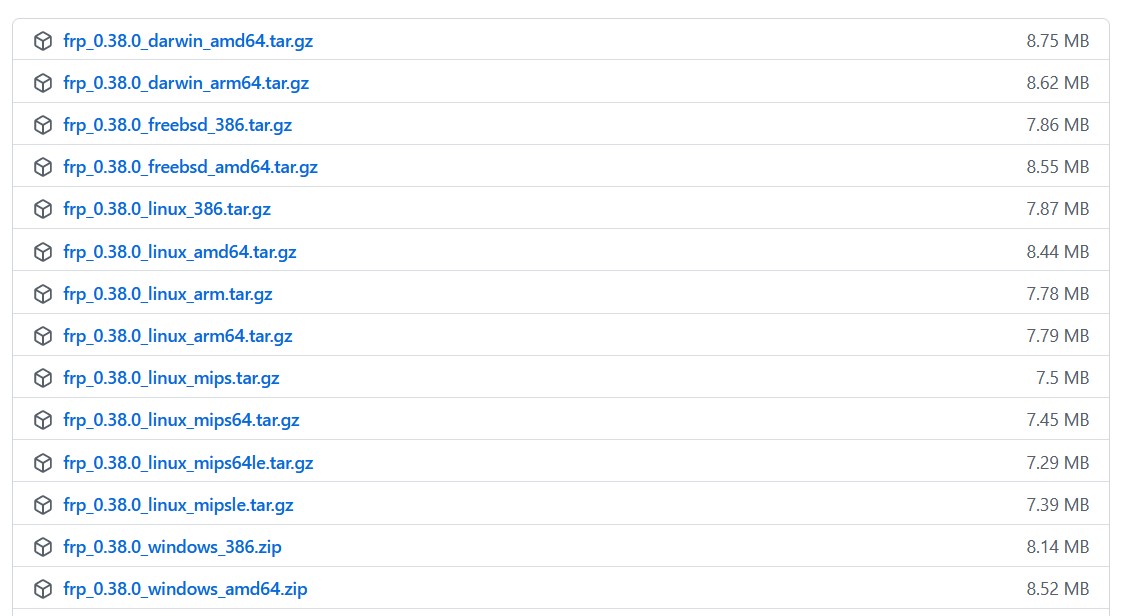 frp_0.38.0_darwin_amd64.tar.gz 8.75 MB
frp_0.38.0_darwin_arm64.tar.gz 8.62 MB
frp_0.38.0_freebsd_386.tar.gz 7.86 MB
frp_0.38.0_freebsd_amd64.tar.gz 8.55 MB
frp_0.38.0_linux_386.tar.gz 7.87 MB
frp_0.38.0_linux_amd64.tar.gz 8.44 MB
frp_0.38.0_linux_arm.tar.gz 7.78 MB
frp_0.38.0_linux_arm64.tar.gz 7.79 MB
frp_0.38.0_linux_mips.tar.gz 7.5 MB
frp_0.38.0_linux_mips64.tar.gz 7.45 MB
frp_0.38.0_linux_mips64le.tar.gz 7.29 MB
frp_0.38.0_linux_mipsle.tar.gz 7.39 MB
frp_0.38.0_windows_386.zip 8.14 MB
frp_0.38.0_windows_amd64.zip 8.52 MB